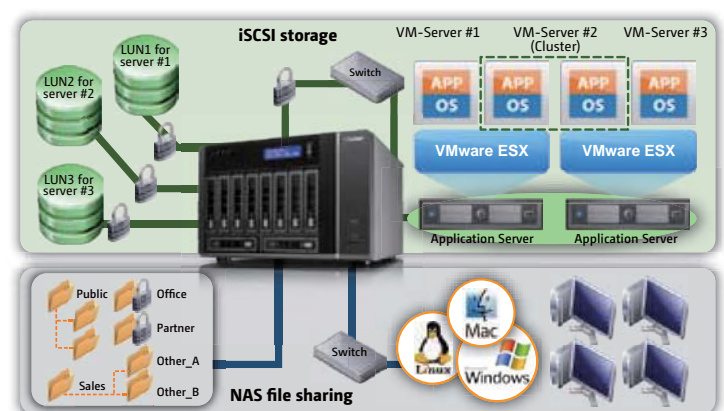 iSCSI storage
VM-Server #1
VM-Server #2
(Cluster)
VM-Server #3
LUN1 for
server #1
LUN2 for
server #2
LUN3 for
server #3
Switch
APP
OS
APP
OS
APP
OS
APP
OS
VMware ESX
VMware ESX
Application Server
Application Server
Public
Office
Partner
Other_A
Sales
Other_B
NAS file sharing
Switch
Linux
Mac
Windows